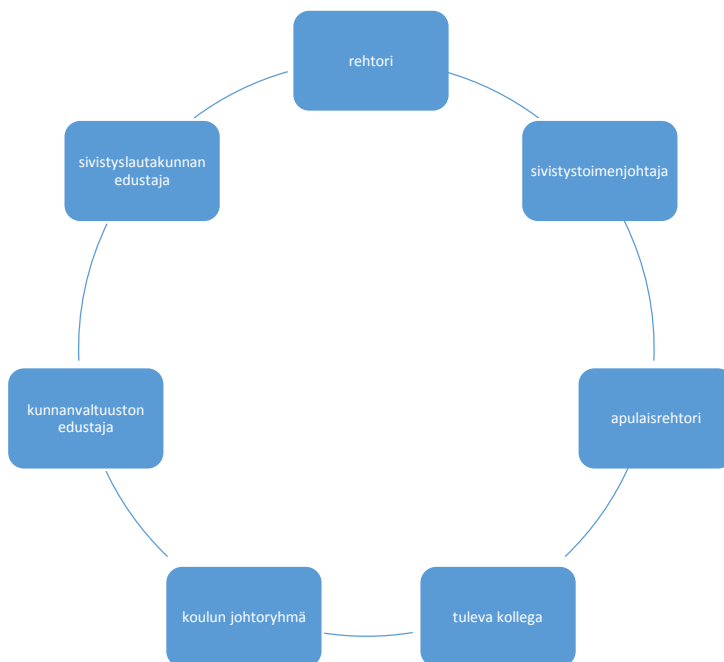 rehtori
sivistyslautakunnan
edustaja
sivistystoimenjohtaja
kunnanvaltuuston
edustaja
apulaisrehtori
koulun johtoryhmä
tuleva kollega